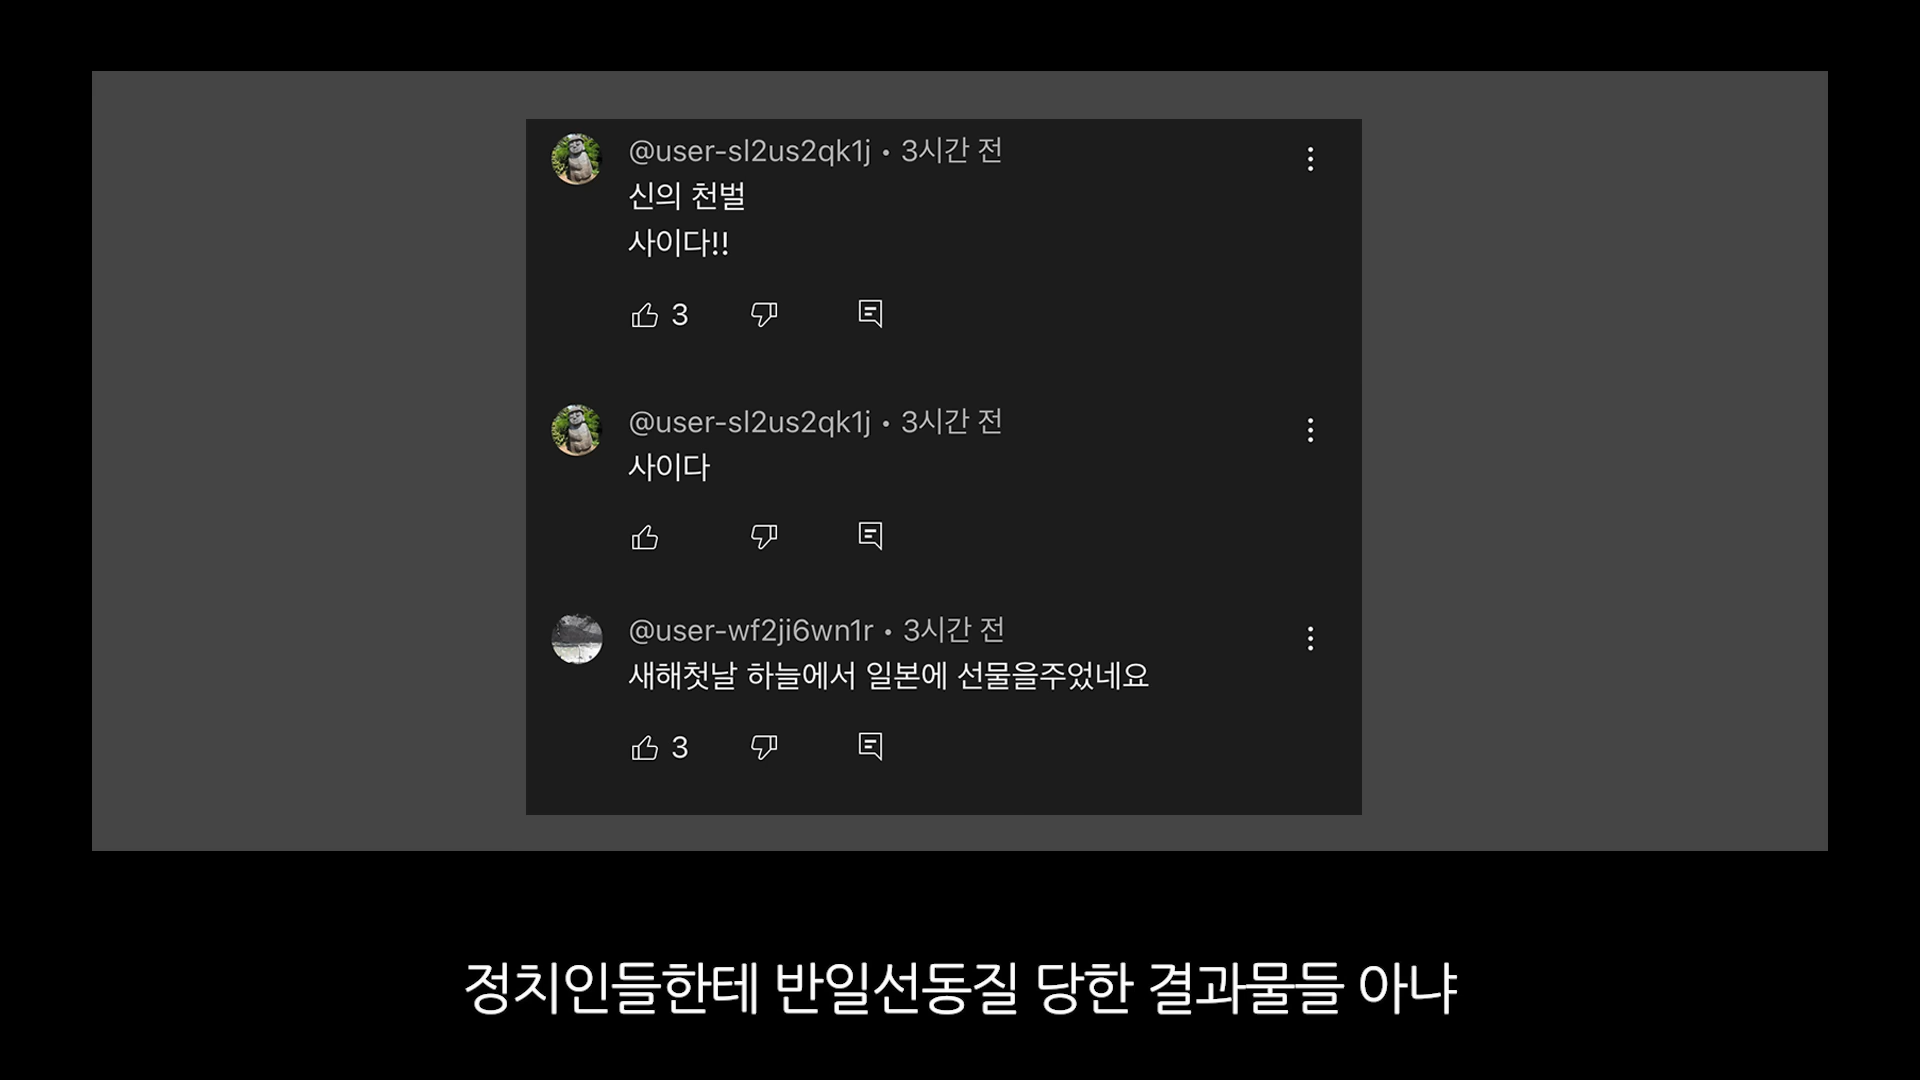 @user-sl2us2qk1j • 3시간 전
신의 천벌
사이다!!
3
@user-sl2us2qk1j • 3시간 전
사이다
@user-wf2ji6wn1r • 3시간 전
새해첫날 하늘에서 일본에 선물을주었네요
3
정치인들한테 반일선동질 당한 결과물들 아냐